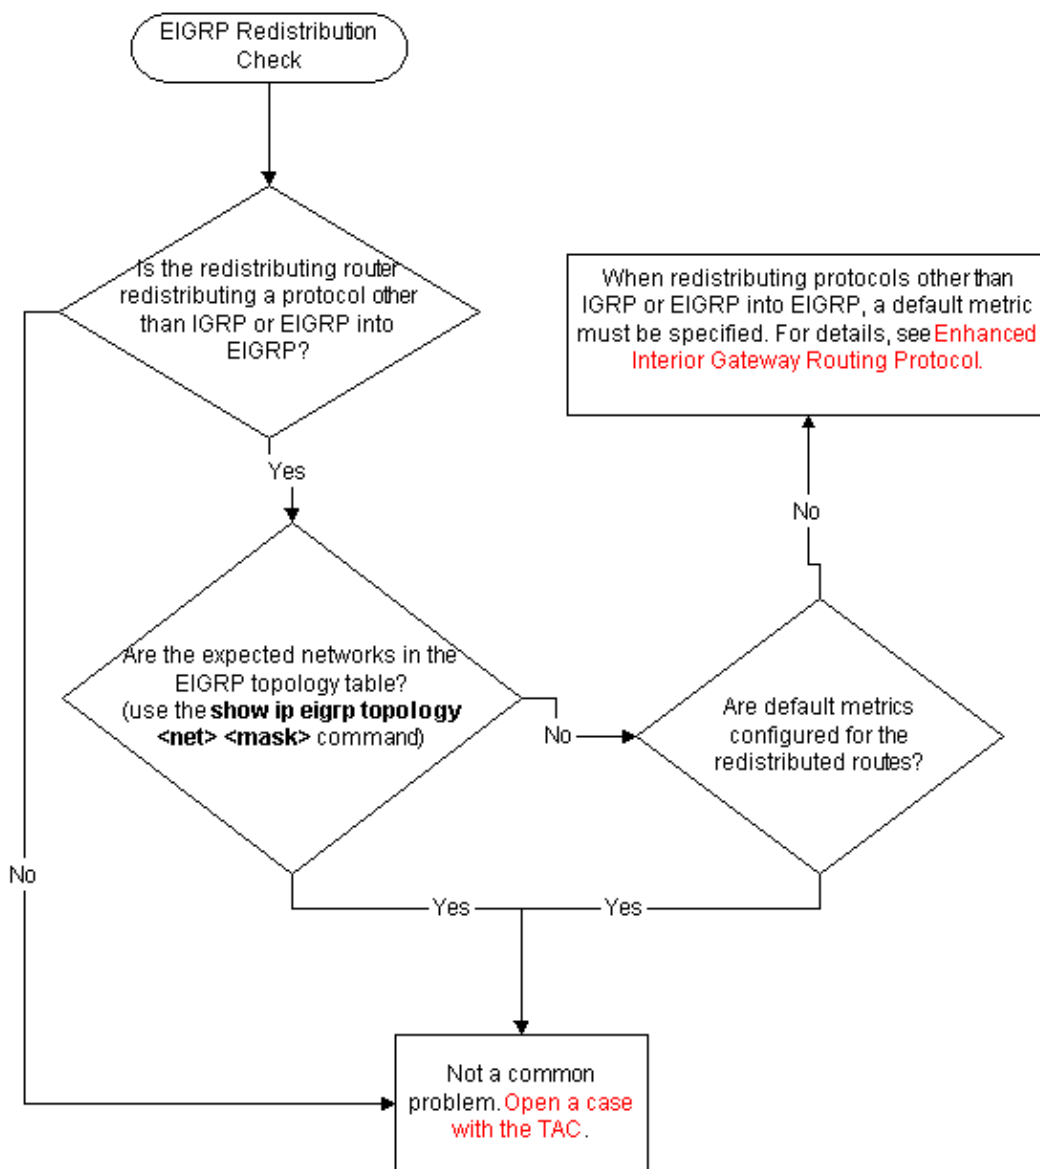 EIGRP Redistribution
Check
Is the redistributing router
redistributing a protocol other
than IGRP or EIGRP into
EIGRP?
When redistributing protocols other than
IGRP or EIGRP into EIGRP, a default metric
must be specified. For details, see Enhanced
Interior Gateway Routing Protocol.
Yes
No
Are the expected networks in the
EIGRP topology table?
(use the show ip eigrp topology
<net> <mask> command)
No
Are default metrics
configured for the
redistributed routes?
No
Yes
Yes
Not a common
problem. Open a case
with the TAC.